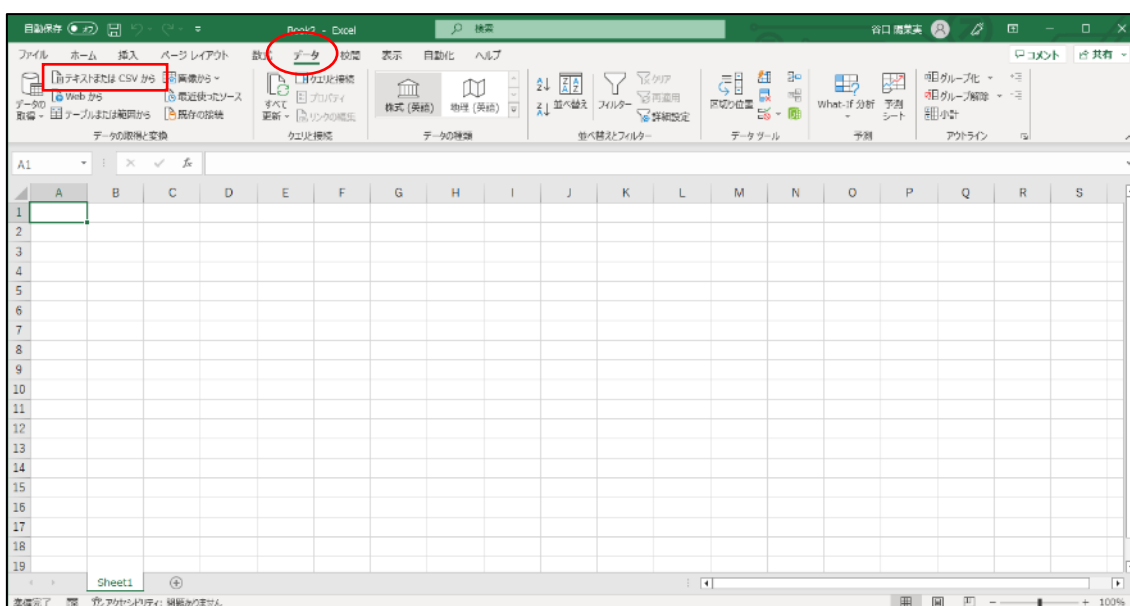 自動保存 オフ Book2 - Excel 検索
ファイル ホーム 挿入 ページ レイアウト 数式 データ 校閲 表示 自動化 ヘルプ コメント 共有
データの取得 テキストまたは CSV から 画像から
Web から 最近使ったソース
テーブルまたは範囲から 既存の接続
データの取得と変換
すべて更新 クエリと接続
プロパティ
リンクの編集
クエリと接続
株式 (英語) 地理 (英語)
データの種類
並べ替え フィルター クリア
再適用
詳細設定
並べ替えとフィルター
区切り位置
データ ツール
What-If 分析 予測シート
予測
グループ化
グループ解除
小計
アウトライン
A1 fx
A B C D E F G H I J K L M N O P Q R S
1
2
3
4
5
6
7
8
9
10
11
12
13
14
15
16
17
18
19
Sheet1
準備完了 アクセシビリティ: 問題ありません 100%